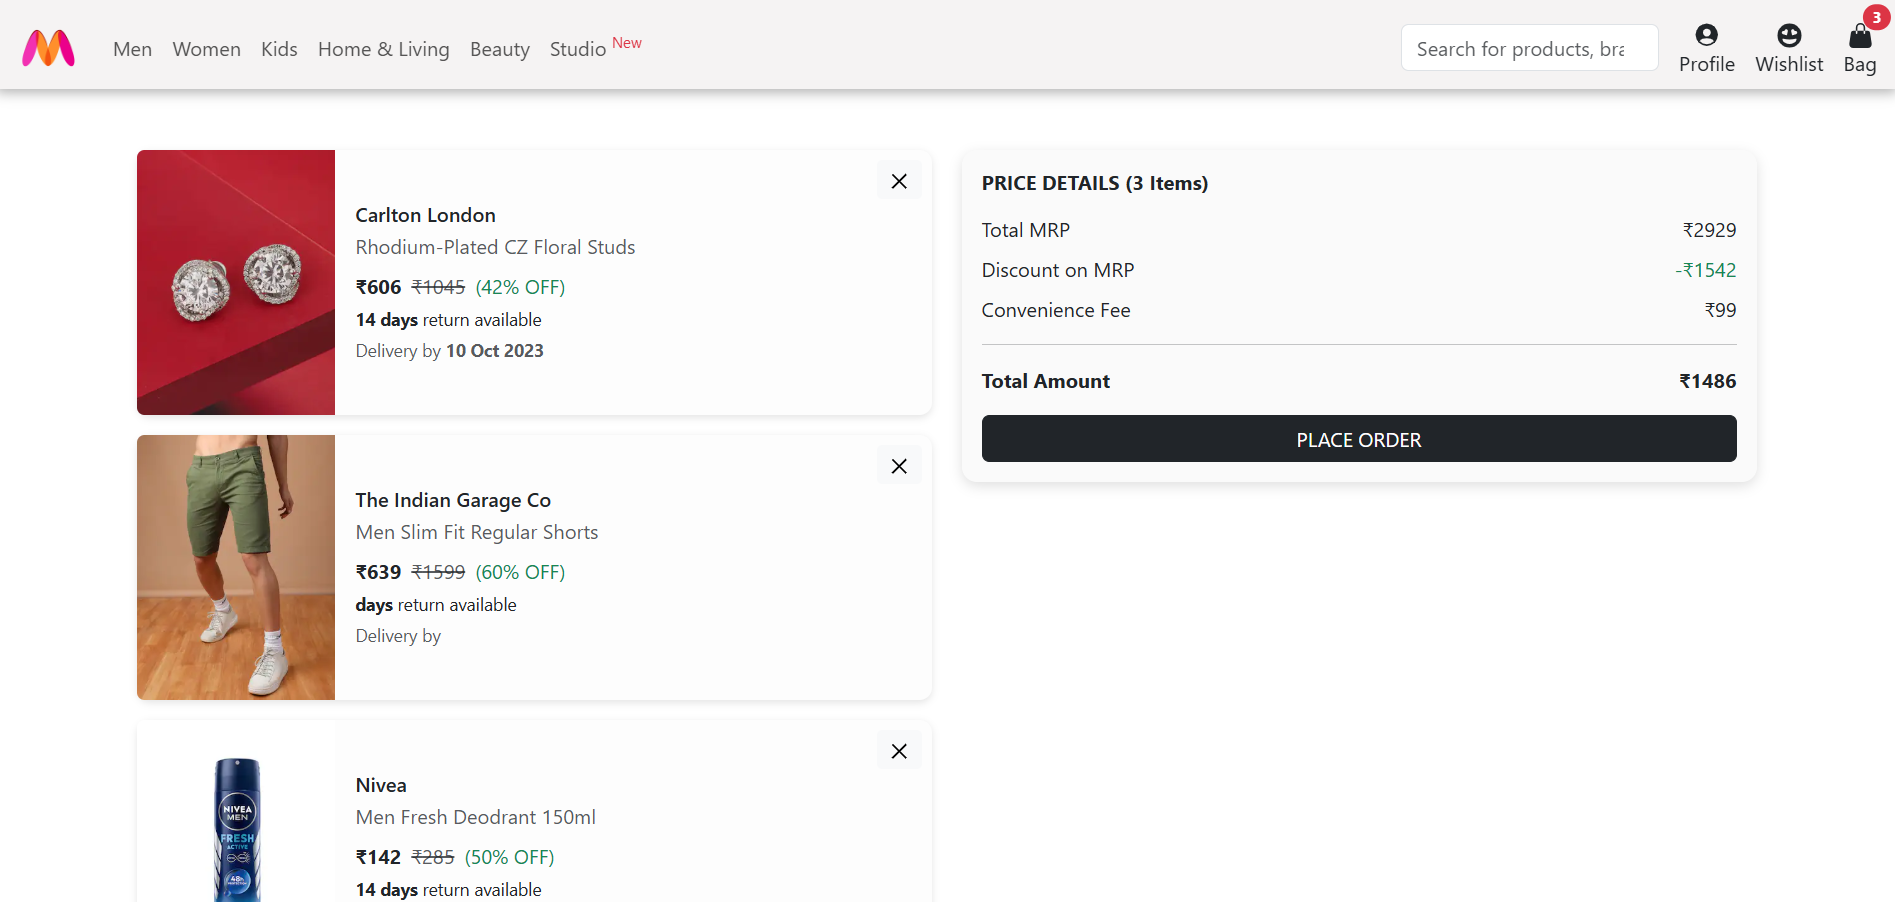 Men Women Kids Home & Living Beauty Studio New
Search for products, bra
Profile Wishlist Bag
3
Carlton London
Rhodium-Plated CZ Floral Studs
₹606 ₹1045 (42% OFF)
14 days return available
Delivery by 10 Oct 2023
The Indian Garage Co
Men Slim Fit Regular Shorts
₹639 ₹1599 (60% OFF)
days return available
Delivery by
NIVEA
MEN
FRESH
ACTIVE
48h
Nivea
Men Fresh Deodrant 150ml
₹142 ₹285 (50% OFF)
14 days return available
PRICE DETAILS (3 Items)
Total MRP ₹2929
Discount on MRP -₹1542
Convenience Fee ₹99
Total Amount ₹1486
PLACE ORDER